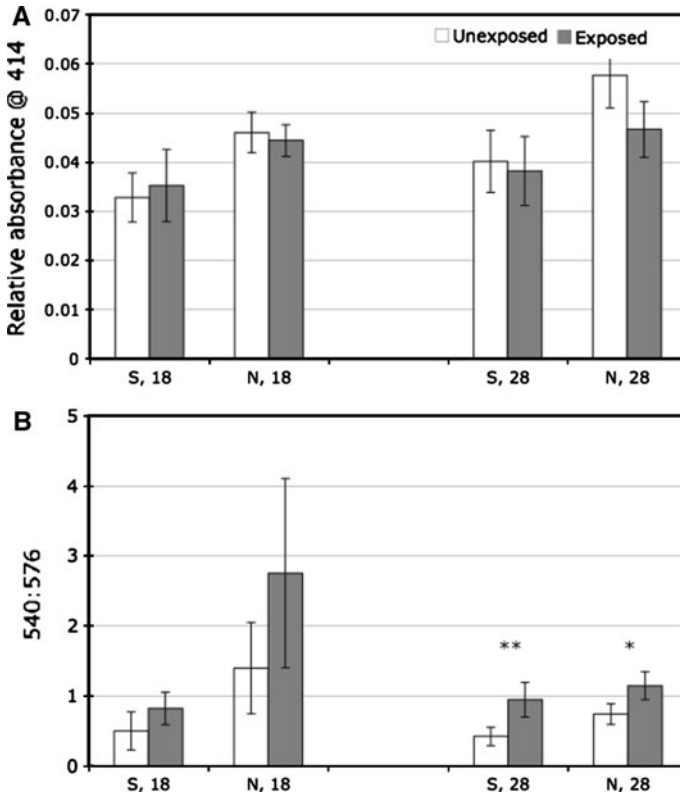 A
Relative absorbance @ 414
0.07
0.06
0.05
0.04
0.03
0.02
0.01
0
Unexposed Exposed
S, 18 N, 18 S, 28 N, 28
B
540:576
5
4
3
2
1
0
** *
S, 18 N, 18 S, 28 N, 28